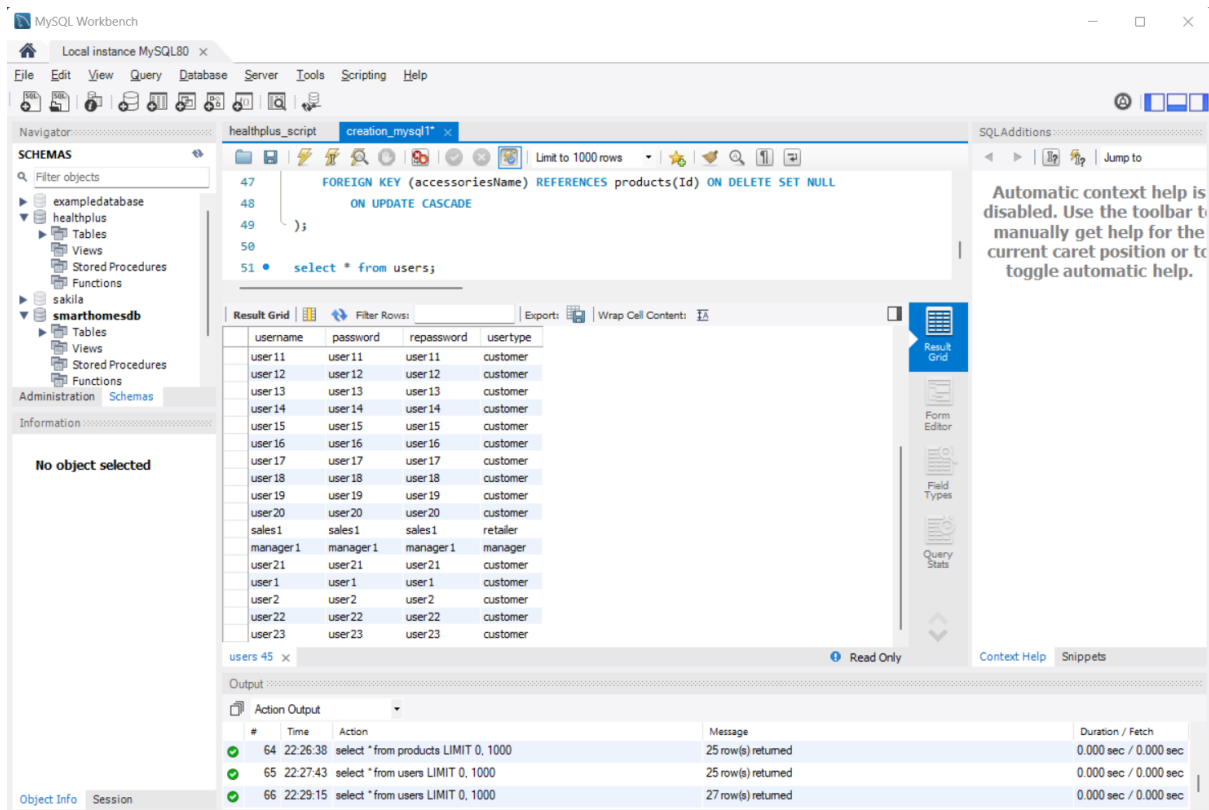 MySQL Workbench
Local instance MySQL80
File Edit View Query Database Server Tools Scripting Help
Navigator
SCHEMAS
Filter objects
exampledatabase
healthplus
Tables
Views
Stored Procedures
Functions
sakila
smarthomesdb
Tables
Views
Stored Procedures
Functions
Administration Schemas
Information
No object selected
Object Info Session
healthplus_script creation_mysql1*
Limit to 1000 rows
47 FOREIGN KEY (accessoriesName) REFERENCES products(Id) ON DELETE SET NULL
48 ON UPDATE CASCADE
49 );
50
51 select * from users;
Result Grid Filter Rows: Export: Wrap Cell Content:
username password repassword usertype
user11 user11 user11 customer
user12 user12 user12 customer
user13 user13 user13 customer
user14 user14 user14 customer
user15 user15 user15 customer
user16 user16 user16 customer
user17 user17 user17 customer
user18 user18 user18 customer
user19 user19 user19 customer
user20 user20 user20 customer
sales1 sales1 sales1 retailer
manager1 manager1 manager1 manager
user21 user21 user21 customer
user1 user1 user1 customer
user2 user2 user2 customer
user22 user22 user22 customer
user23 user23 user23 customer
Result
Grid
Form
Editor
Field
Types
Query
Stats
users 45 Read Only
SQLAdditions
Jump to
Automatic context help is
disabled. Use the toolbar t
manually get help for the
current caret position or to
toggle automatic help.
Context Help Snippets
Output
Action Output
# Time Action Message Duration / Fetch
64 22:26:38 select * from products LIMIT 0, 1000 25 row(s) returned 0.000 sec / 0.000 sec
65 22:27:43 select * from users LIMIT 0, 1000 25 row(s) returned 0.000 sec / 0.000 sec
66 22:29:15 select * from users LIMIT 0, 1000 27 row(s) returned 0.000 sec / 0.000 sec